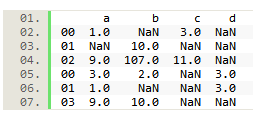 01.      a      b     c    d
02. 00  1.0    NaN   3.0  NaN
03. 01  NaN   10.0   NaN  NaN
04. 02  9.0  107.0  11.0  NaN
05. 00  3.0    2.0   NaN  3.0
06. 01  1.0    NaN   NaN  3.0
07. 03  9.0   10.0   NaN  NaN